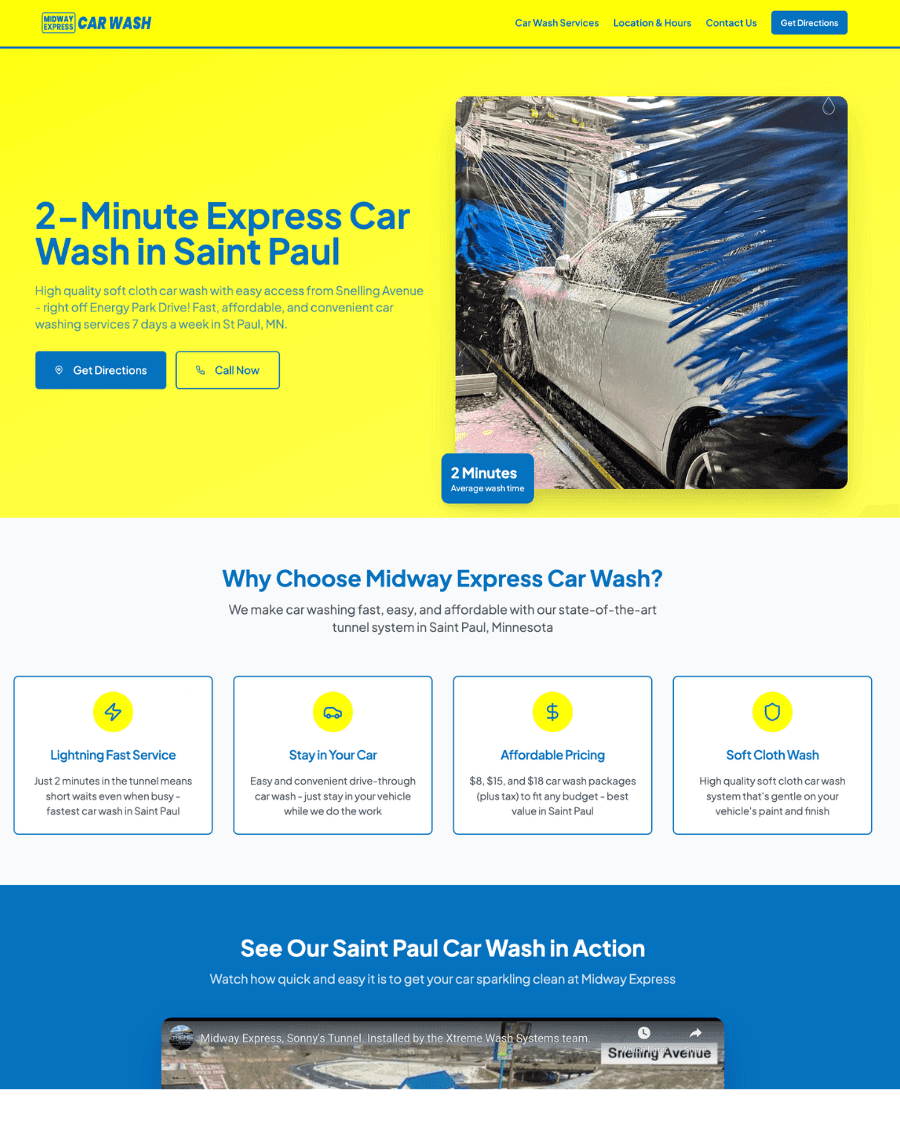 MIDWAY
EXPRESS
CAR WASH
Car Wash Services
Location & Hours
Contact Us
Get Directions
2-Minute Express Car
Wash in Saint Paul
High quality soft cloth car wash with easy access from Snelling Avenue
- right off Energy Park Drive! Fast, affordable, and convenient car
washing services 7 days a week in St Paul, MN.
Get Directions
Call Now
2 Minutes
Average wash time
Why Choose Midway Express Car Wash?
We make car washing fast, easy, and affordable with our state-of-the-art
tunnel system in Saint Paul, Minnesota
Lightning Fast Service
Just 2 minutes in the tunnel means
short waits even when busy -
fastest car wash in Saint Paul
Stay in Your Car
Easy and convenient drive-through
car wash - just stay in your vehicle
while we do the work
Affordable Pricing
$8, $15, and $18 car wash packages
(plus tax) to fit any budget - best
value in Saint Paul
Soft Cloth Wash
High quality soft cloth car wash
system that's gentle on your
vehicle's paint and finish
See Our Saint Paul Car Wash in Action
Watch how quick and easy it is to get your car sparkling clean at Midway Express
Midway Express, Sonny's Tunnel. Installed by the Xtreme Wash Systems team.
Snelling Avenue